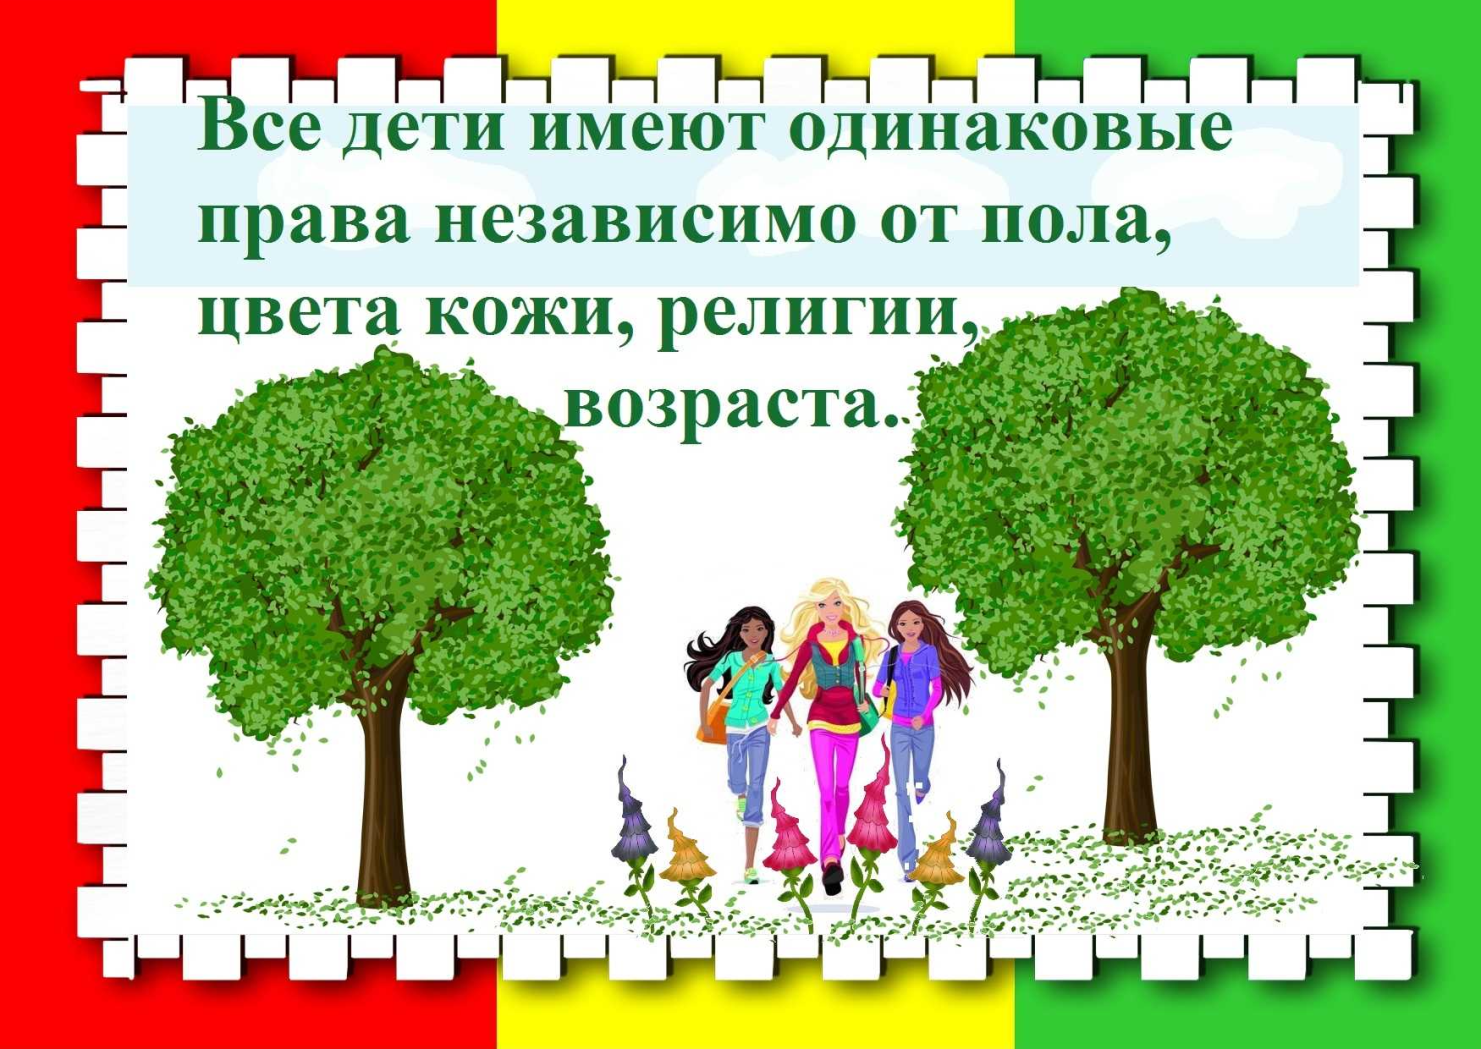 Все дети имеют одинаковые
права независимо от пола,
цвета кожи, религии,
возраста.